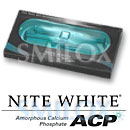 SMILOX
NITE WHITE®
Amorphous Calcium
Phosphate
ACP